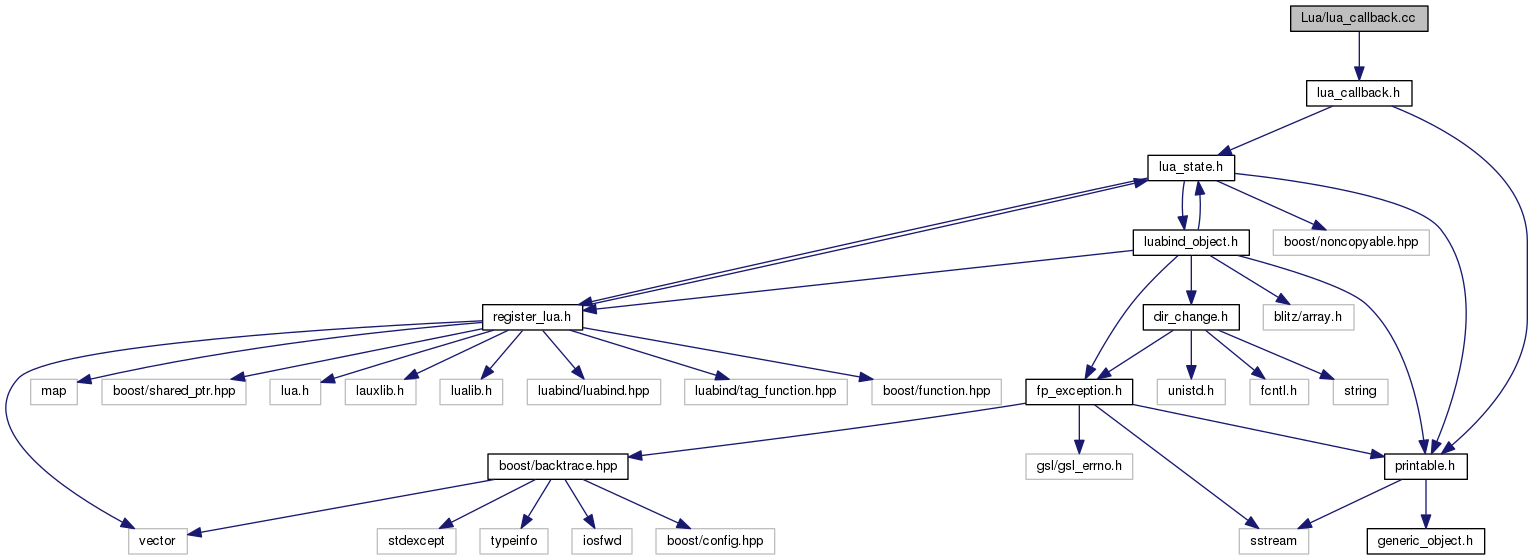 Lua/lua_callback.cc
lua_callback.h
lua_state.h
luabind_object.h
boost/noncopyable.hpp
register_lua.h
dir_change.h
blitz/array.h
map
boost/shared_ptr.hpp
lua.h
lauxlib.h
lualib.h
luabind/luabind.hpp
luabind/tag_function.hpp
boost/function.hpp
fp_exception.h
unistd.h
fcntl.h
string
boost/backtrace.hpp
gsl/gsl_errno.h
printable.h
vector
stdexcept
typeinfo
iosfwd
boost/config.hpp
sstream
generic_object.h